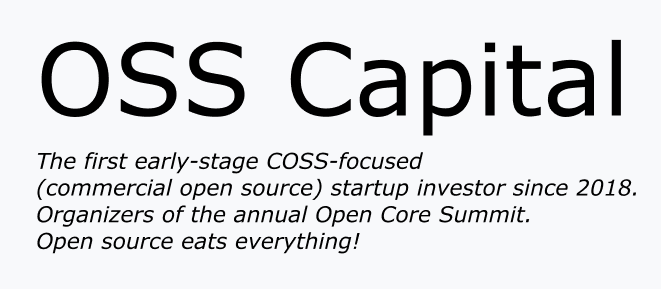 OSS Capital
The first early-stage COSS-focused
(commercial open source) startup investor since 2018.
Organizers of the annual Open Core Summit.
Open source eats everything!